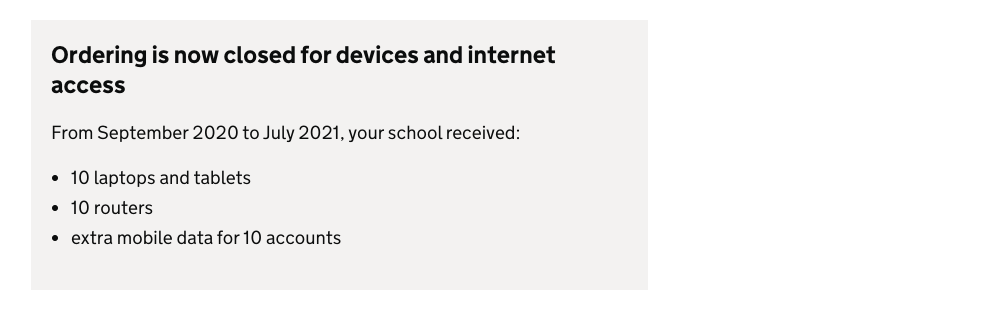 Ordering is now closed for devices and internet
access
From September 2020 to July 2021, your school received:
• 10 laptops and tablets
• 10 routers
• extra mobile data for 10 accounts